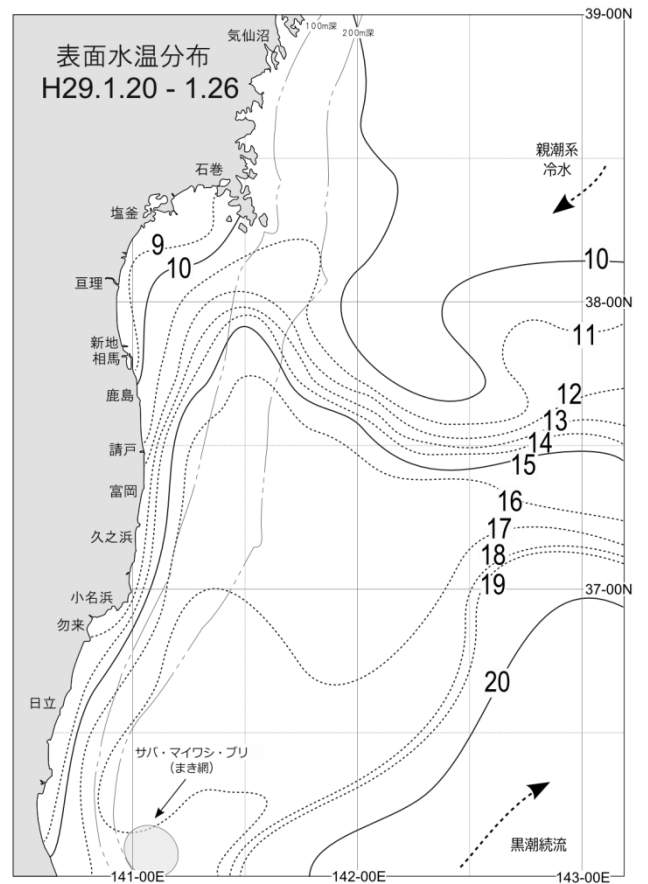 39-00N
気仙沼
100m深
200m深
表面水温分布
H29.1.20 - 1.26
石巻
親潮系
冷水
塩釜
9
10
10
亘理
38-00N
11
新地
相馬
鹿島
12
13
14
15
請戸
16
富岡
17
久之浜
18
19
37-00N
小名浜
勿来
20
日立
サバ・マイワシ・ブリ
(まき網)
黒潮続流
141-00E
142-00E
143-00E